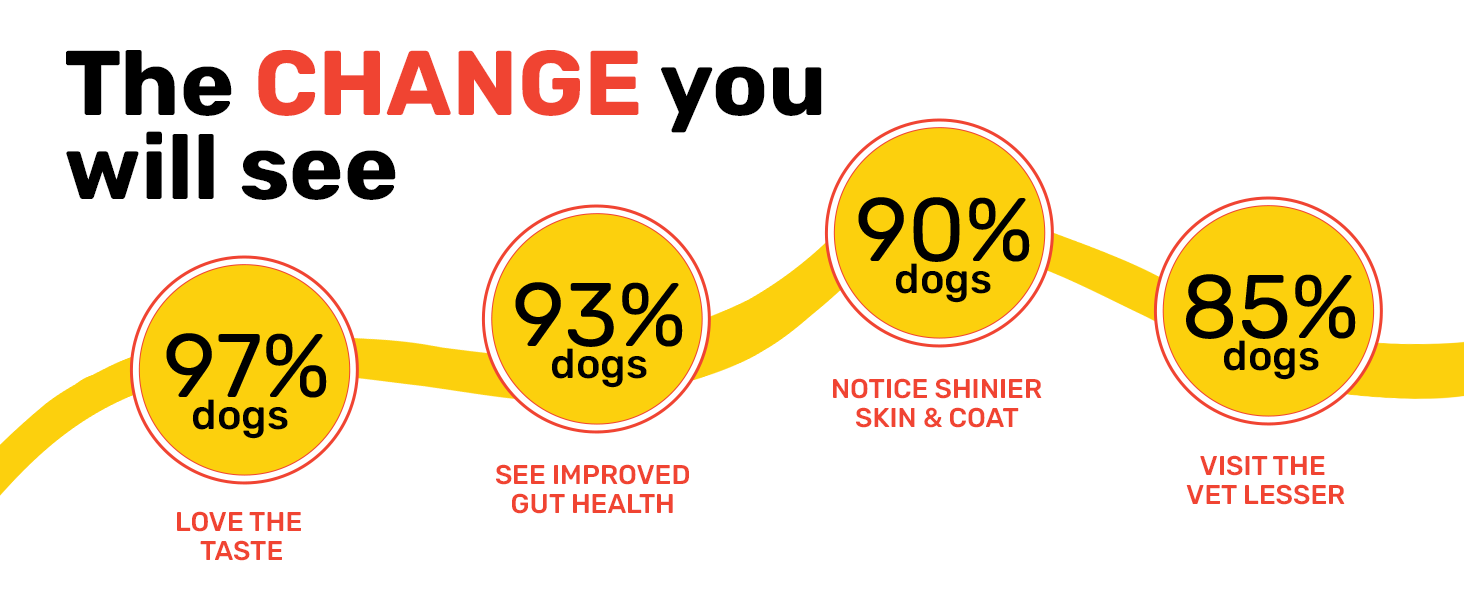 The CHANGE you
will see
97%
dogs
LOVE THE
TASTE
93%
dogs
SEE IMPROVED
GUT HEALTH
90%
dogs
NOTICE SHINIER
SKIN & COAT
85%
dogs
VISIT THE
VET LESSER